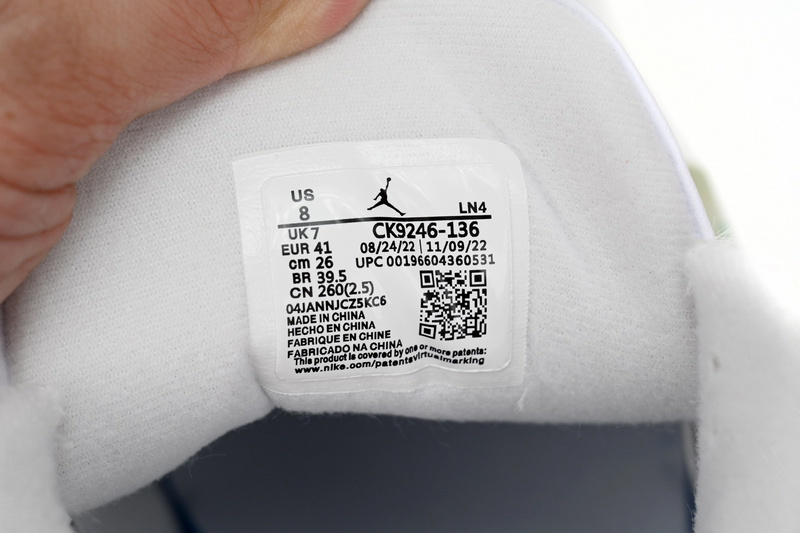 US
8
LN4
UK 7
CK9246-136
EUR 41
08/24/22 | 11/09/22
cm 26
UPC 00196604360531
BR 39.5
CN 260(2.5)
04JANNJCZ5KC6
MADE IN CHINA
HECHO EN CHINA
FABRIQUE EN CHINE
FABRICADO NA CHINA
This product is covered by one or more patents:
www.nike.com/patentsvirtualmarking